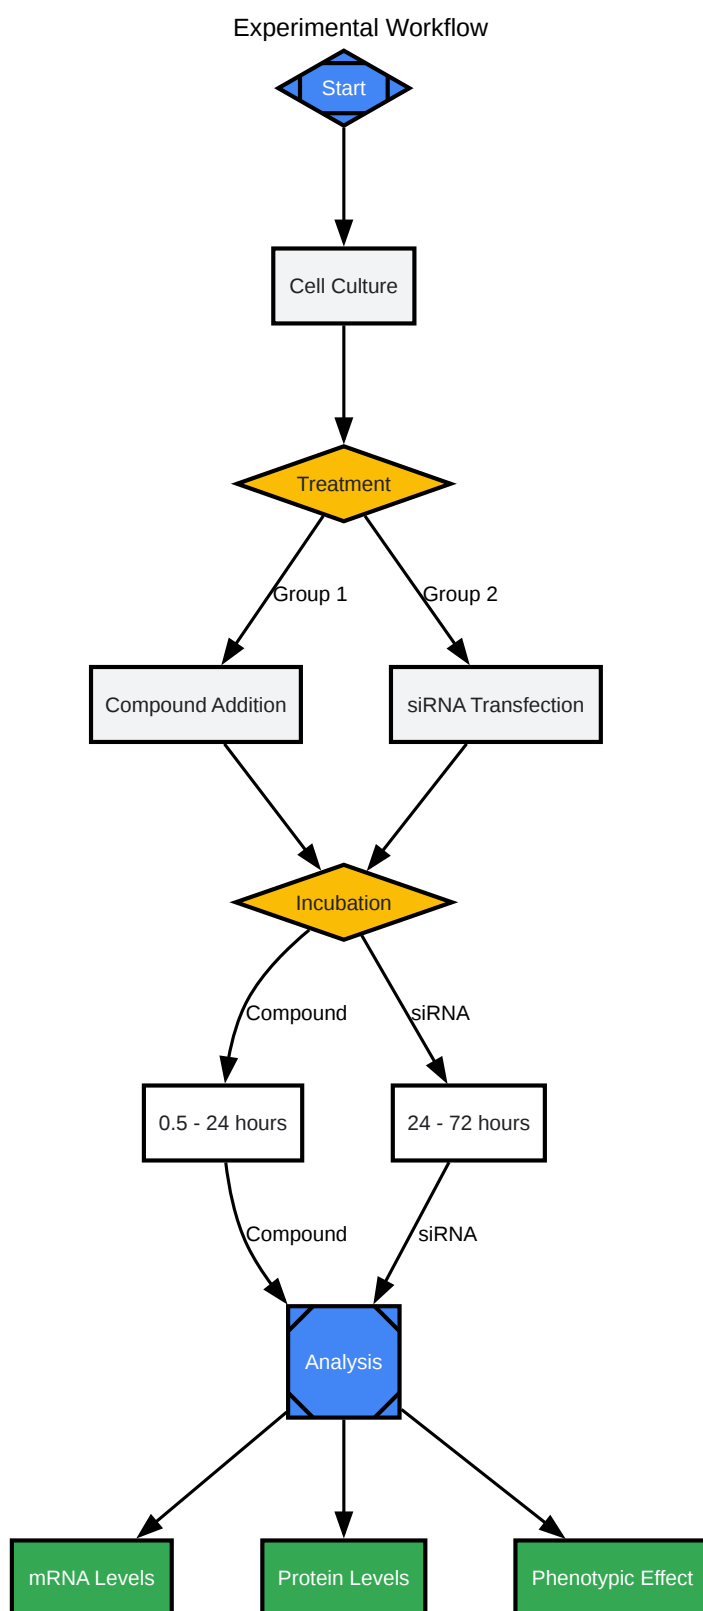 Experimental Workflow
Start
Cell Culture
Treatment
Group 1
Group 2
Compound Addition
siRNA Transfection
Incubation
Compound
siRNA
0.5 - 24 hours
24 - 72 hours
Compound
siRNA
Analysis
mRNA Levels
Protein Levels
Phenotypic Effect